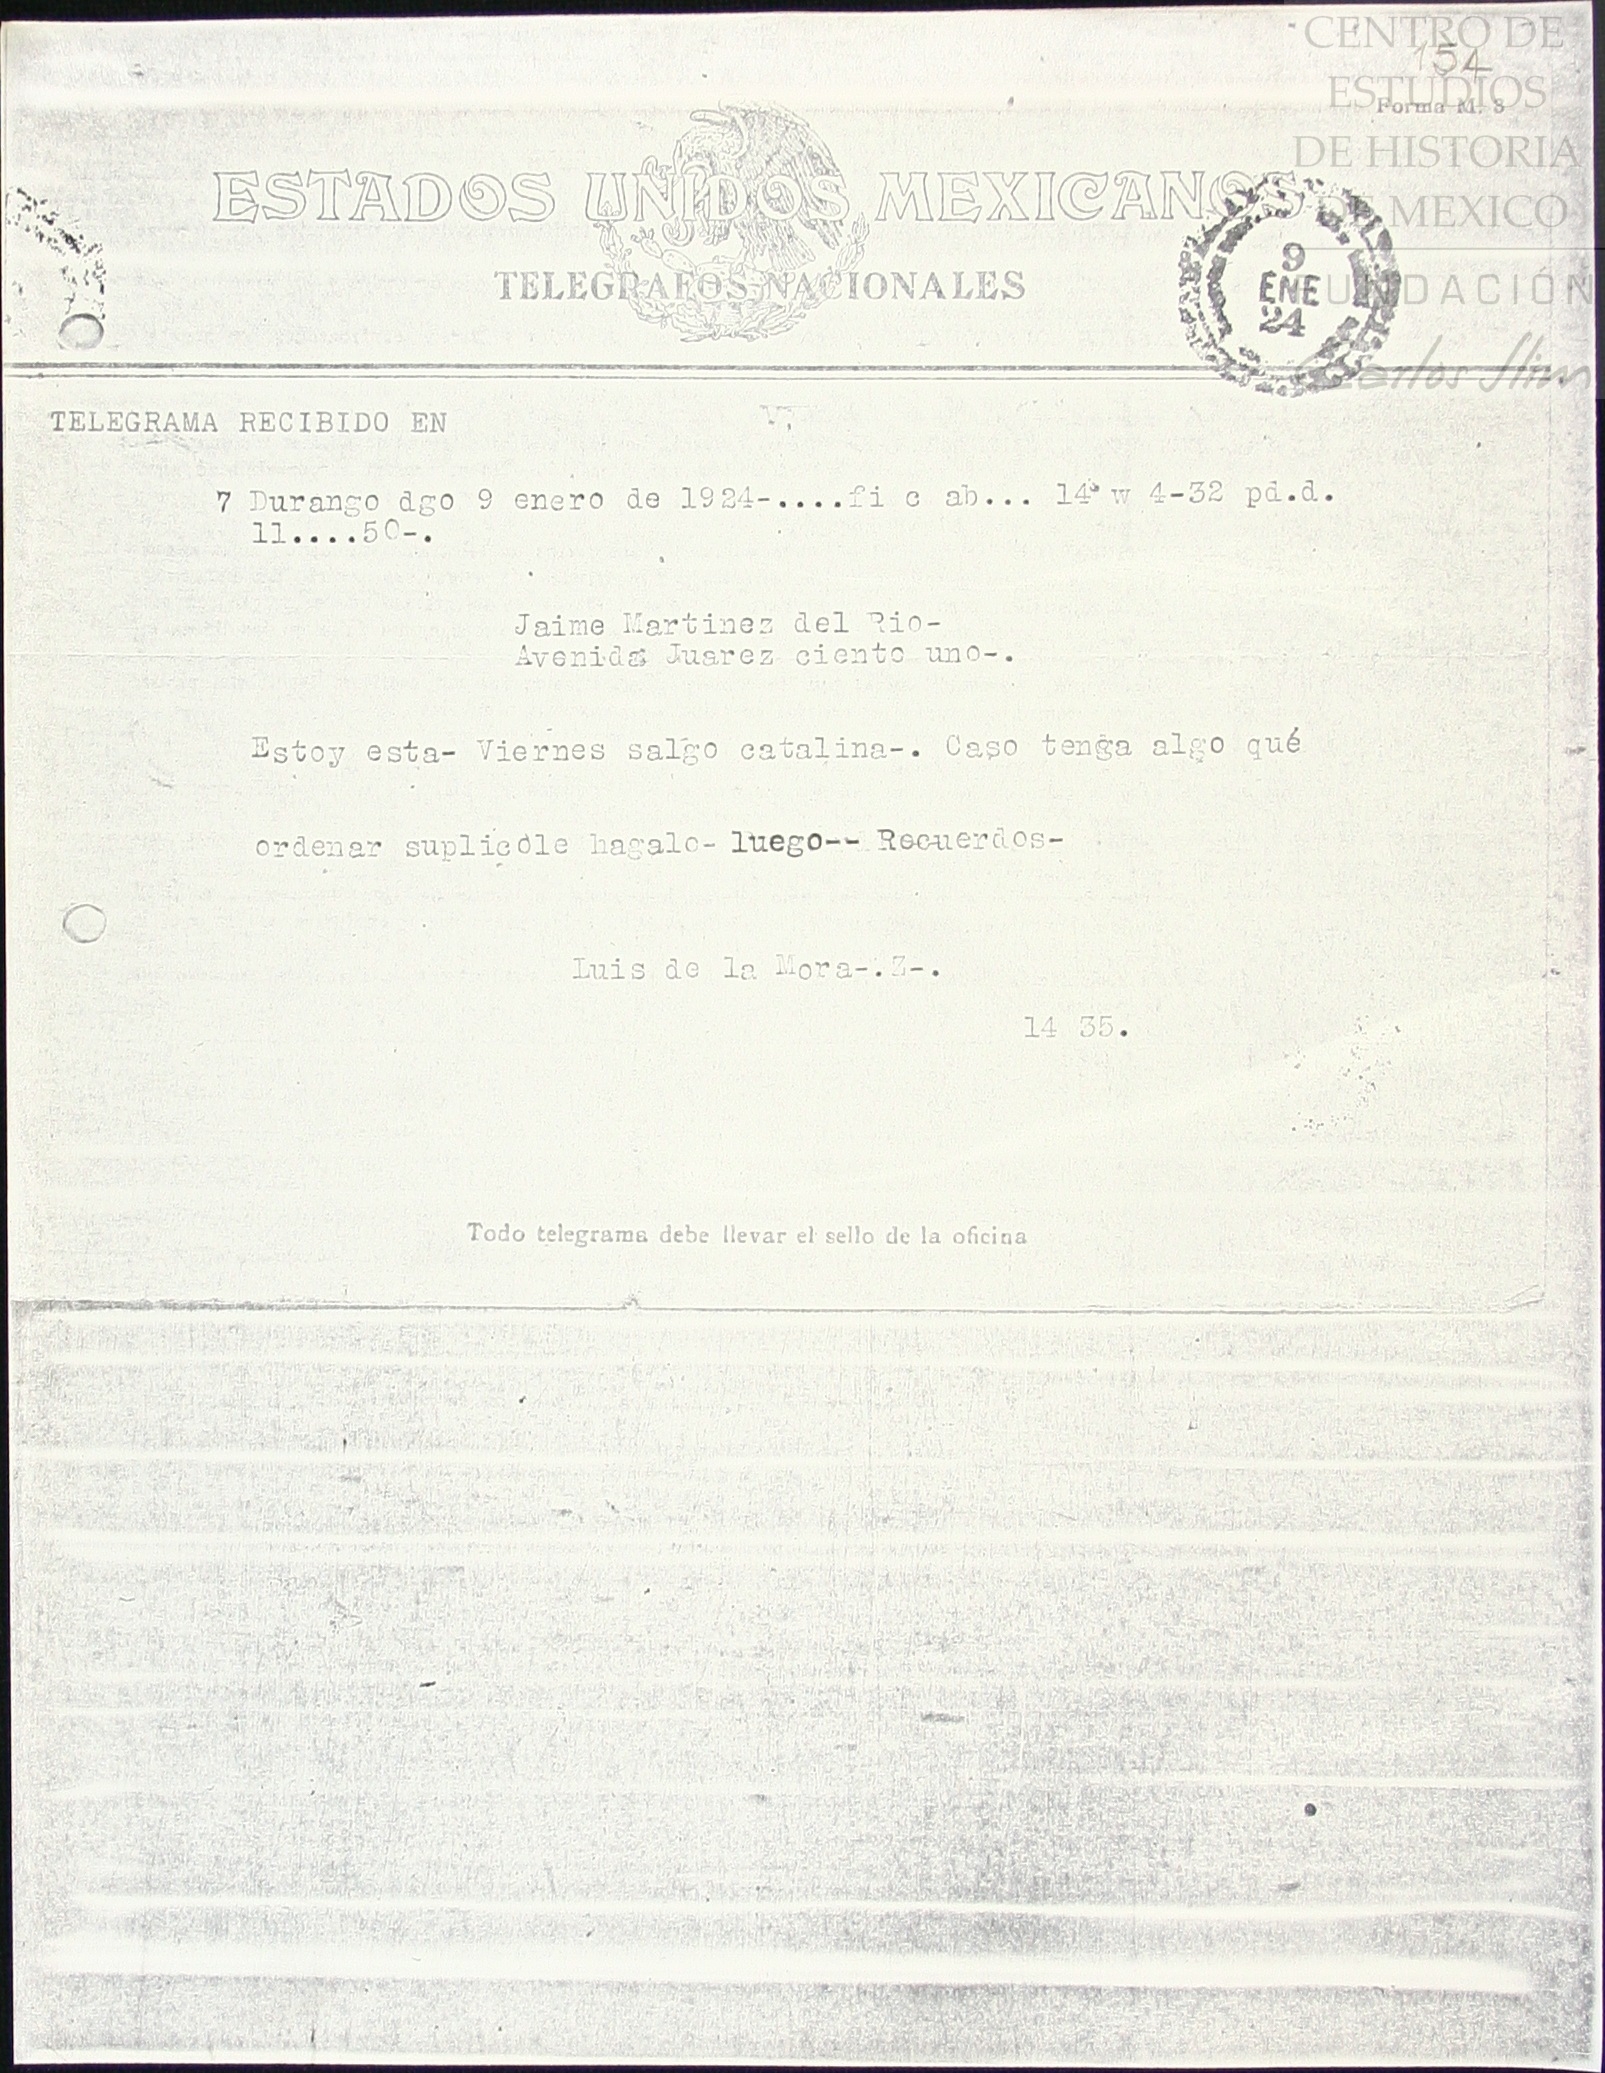 CENTRO DE
154
ESTUDIOS
Forma M. 3
DE HISTORIA
DE MEXICO
ESTADOS UNIDOS MEXICANOS
TELEGRAFOS NACIONALES
9
ENE
24
FUNDACIÓN
Carlos Slim
TELEGRAMA RECIBIDO EN
7 Durango dgo 9 enero de 1924-....fi c ab... 14 w 4-32 pd.d.
11....50-.
Jaime Martinez del Rio-
Avenida Juarez ciento uno-.
Estoy esta- Viernes salgo catalina-. Caso tenga algo qué
ordenar suplicole hagalo- luego-- Recuerdos-
Luis de la Mora-.Z-.
14 35.
Todo telegrama debe llevar el sello de la oficina